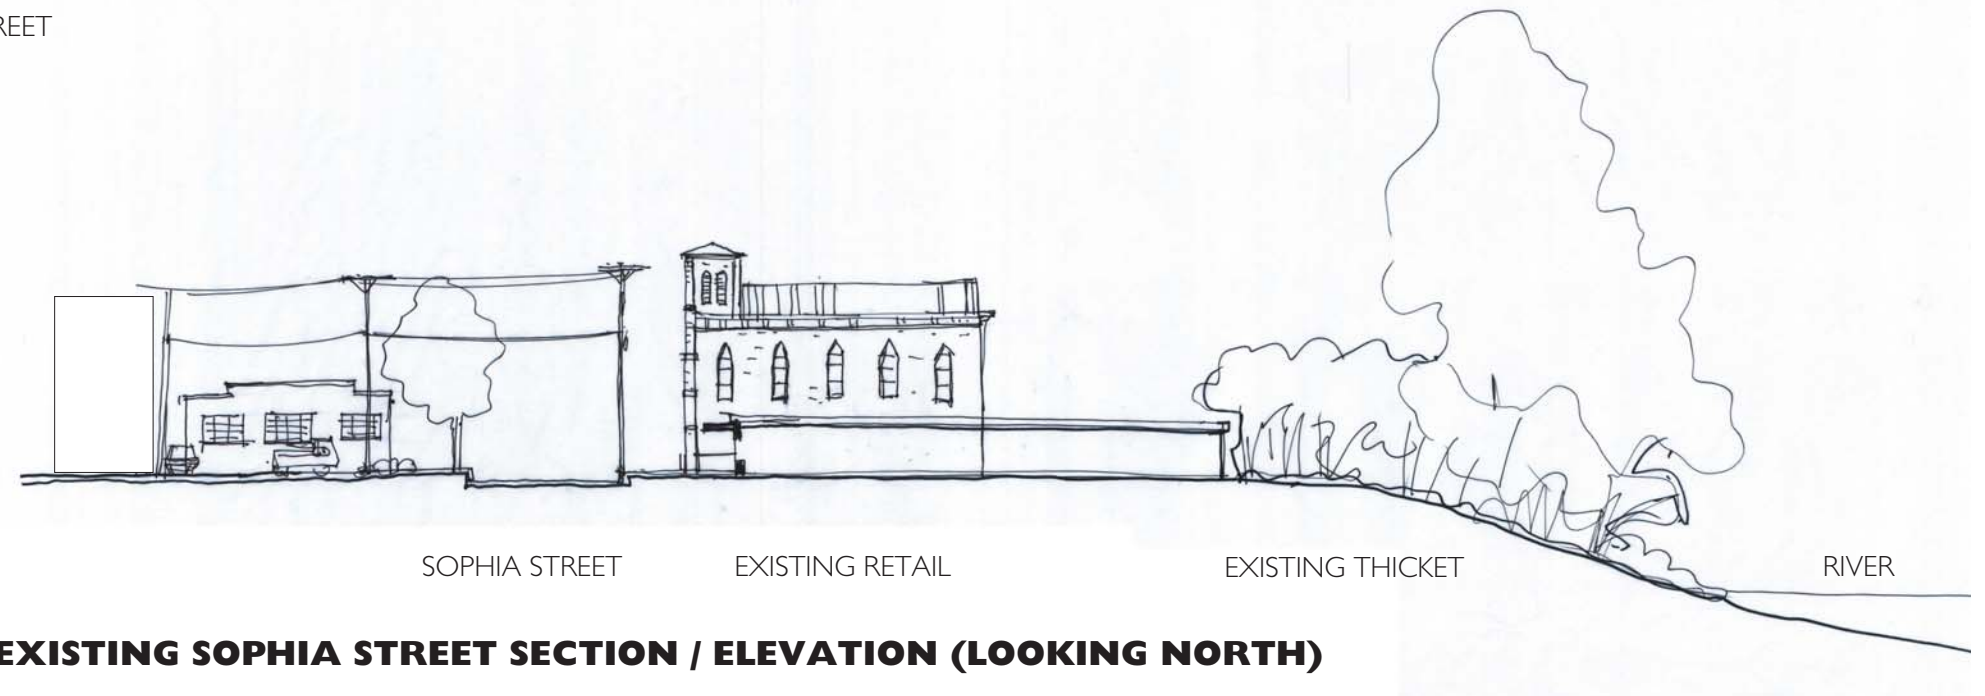 REET
SOPHIA STREET
EXISTING RETAIL
EXISTING THICKET
RIVER
EXISTING SOPHIA STREET SECTION / ELEVATION (LOOKING NORTH)